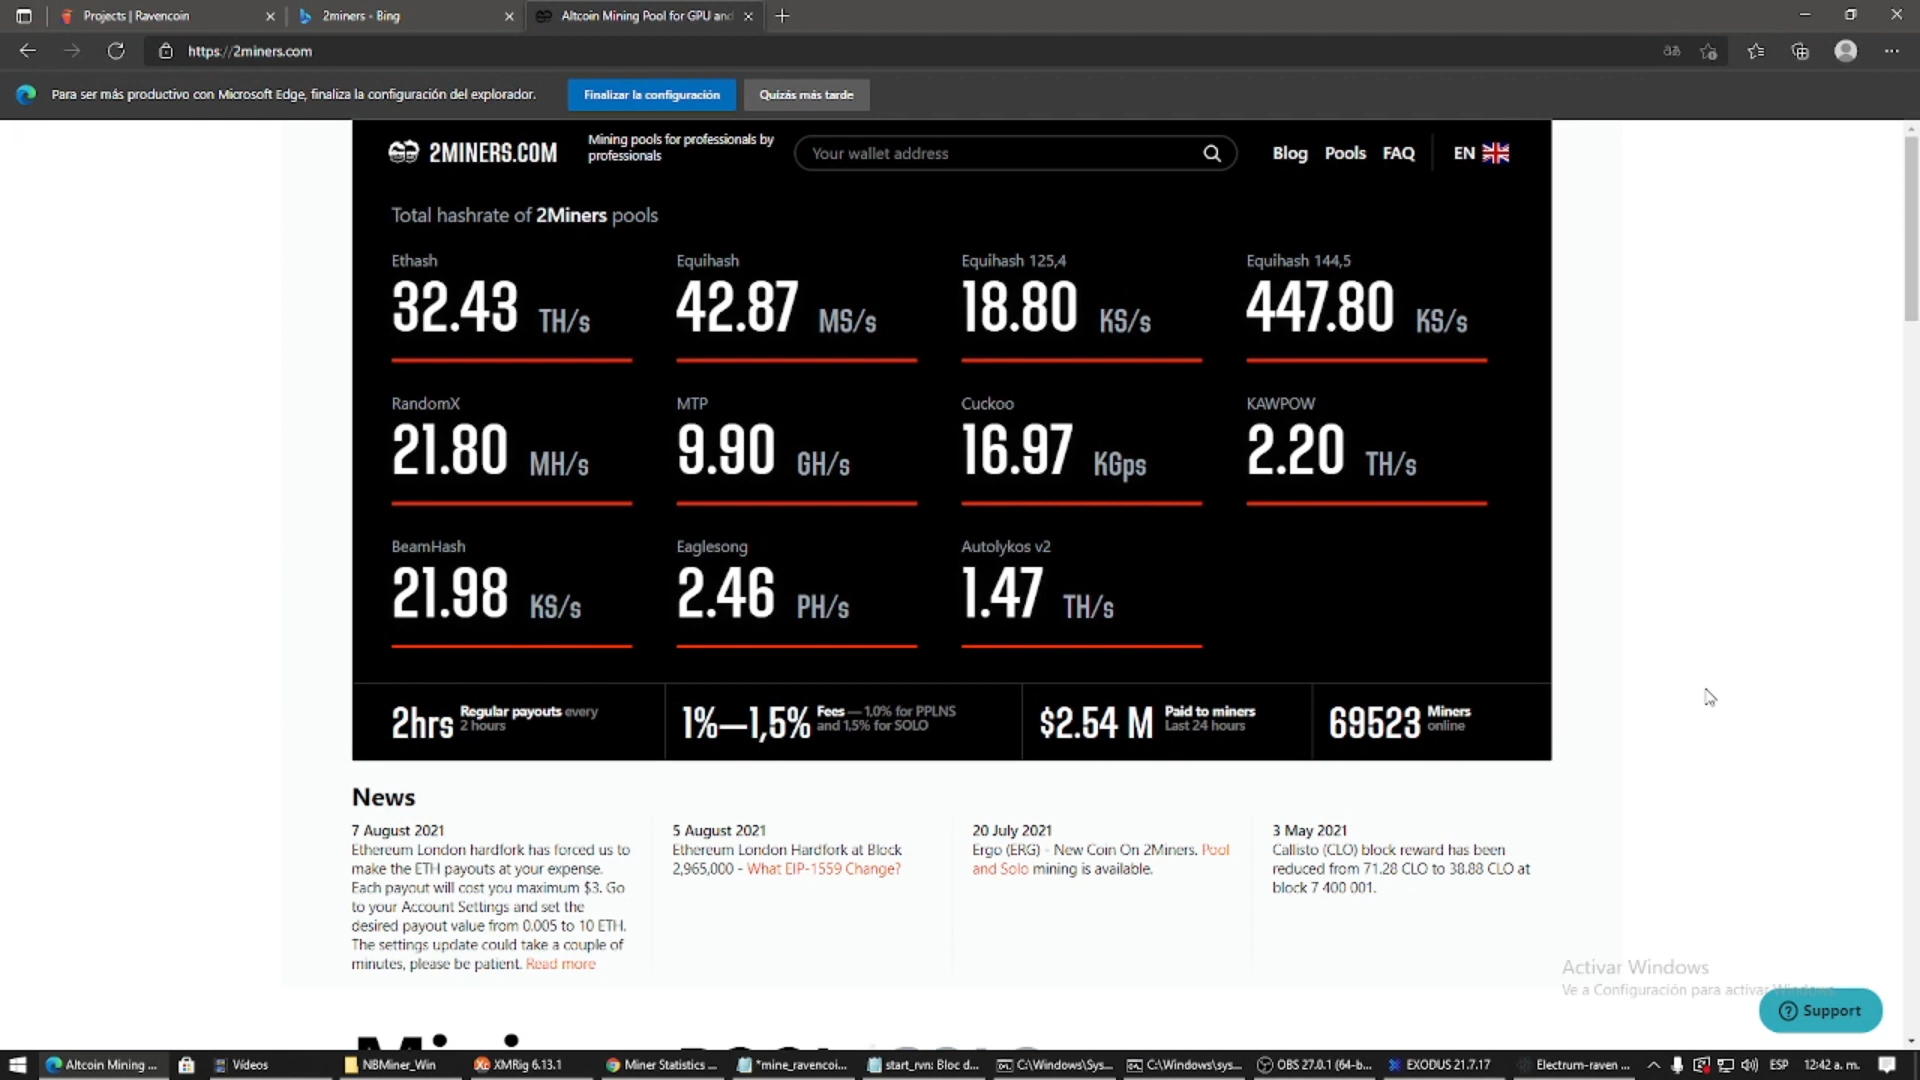 Projects | Ravencoin
2miners - Bing
Altcoin Mining Pool for GPU and
https://2miners.com
Para ser más productivo con Microsoft Edge, finaliza la configuración del explorador.
Finalizar la configuración
Quizás más tarde
2MINERS.COM
Mining pools for professionals by
professionals
Your wallet address
Blog Pools FAQ
EN
Total hashrate of 2Miners pools
Ethash
32.43 TH/s
Equihash
42.87 MS/s
Equihash 125,4
18.80 KS/s
Equihash 144,5
447.80 KS/s
RandomX
21.80 MH/s
MTP
9.90 GH/s
Cuckoo
16.97 KGps
KAWPOW
2.20 TH/s
BeamHash
21.98 KS/s
Eaglesong
2.46 PH/s
Autolykos v2
1.47 TH/s
2hrs Regular payouts every
2 hours
1%—1,5% Fees — 1,0% for PPLNS
and 1,5% for SOLO
$2.54 M Paid to miners
Last 24 hours
69523 Miners
online
News
7 August 2021
Ethereum London hardfork has forced us to
make the ETH payouts at your expense.
Each payout will cost you maximum $3. Go
to your Account Settings and set the
desired payout value from 0.005 to 10 ETH.
The settings update could take a couple of
minutes, please be patient. Read more
5 August 2021
Ethereum London Hardfork at Block
2,965,000 - What EIP-1559 Change?
20 July 2021
Ergo (ERG) - New Coin On 2Miners. Pool
and Solo mining is available.
3 May 2021
Callisto (CLO) block reward has been
reduced from 71.28 CLO to 38.88 CLO at
block 7 400 001.
Activar Windows
Ve a Configuración para activar Windows.
Support
Altcoin Mining ...
Vídeos
NBMiner_Win
XMRig 6.13.1
Miner Statistics ...
*mine_ravencoi...
start_rvn: Bloc d...
C:\Windows\Sys...
C:\Windows\sys...
OBS 27.0.1 (64-b...
EXODUS 21.7.17
Electrum-raven ...
ESP
12:42 a. m.